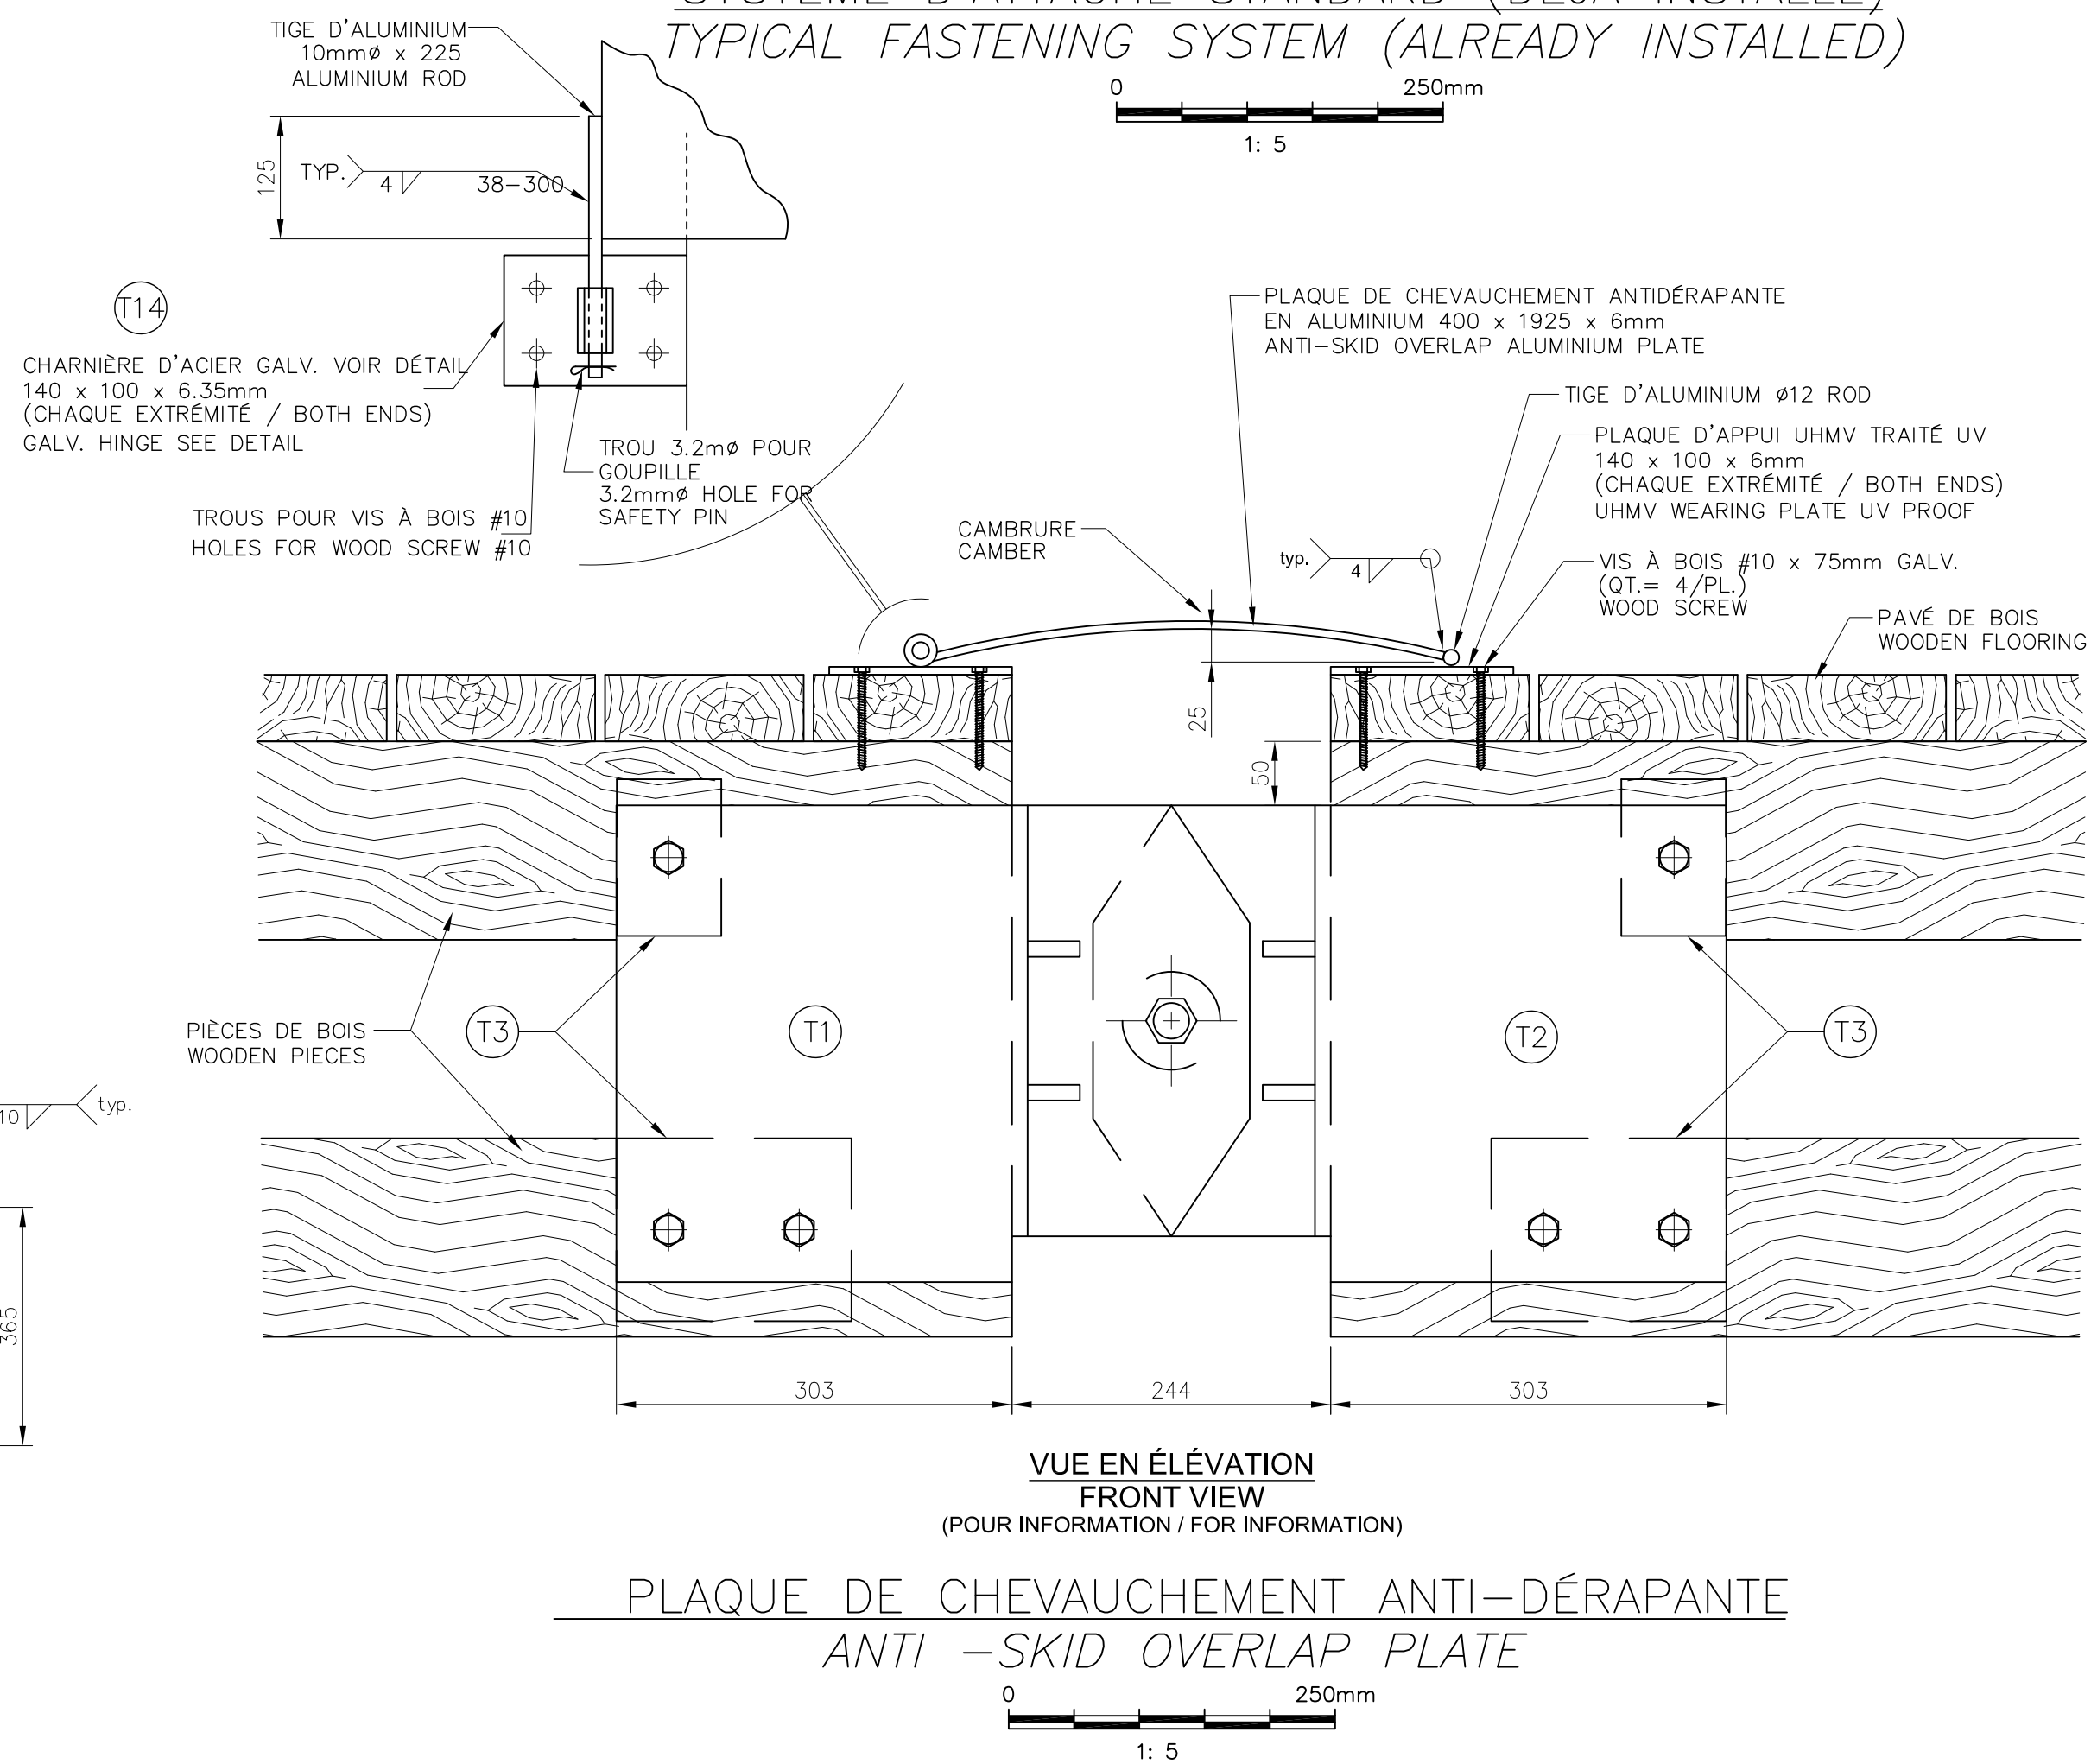 SYSTÈME D'ATTACHE STANDARD (DÉJÀ INSTALLÉ)
TYPICAL FASTENING SYSTEM (ALREADY INSTALLED)
0 250mm
1: 5
TIGE D'ALUMINIUM
10mmø x 225
ALUMINIUM ROD
125
TYP. 4 38-300
T14
CHARNIÈRE D'ACIER GALV. VOIR DÉTAIL
140 x 100 x 6.35mm
(CHAQUE EXTRÉMITÉ / BOTH ENDS)
GALV. HINGE SEE DETAIL
TROU 3.2mø POUR
GOUPILLE
3.2mmø HOLE FOR
SAFETY PIN
TROUS POUR VIS À BOIS #10
HOLES FOR WOOD SCREW #10
PLAQUE DE CHEVAUCHEMENT ANTIDÉRAPANTE
EN ALUMINIUM 400 x 1925 x 6mm
ANTI-SKID OVERLAP ALUMINIUM PLATE
TIGE D'ALUMINIUM ø12 ROD
PLAQUE D'APPUI UHMV TRAITÉ UV
140 x 100 x 6mm
(CHAQUE EXTRÉMITÉ / BOTH ENDS)
UHMV WEARING PLATE UV PROOF
CAMBRURE
CAMBER
typ. 4
VIS À BOIS #10 x 75mm GALV.
(QT.= 4/PL.)
WOOD SCREW
PAVÉ DE BOIS
WOODEN FLOORING
25
50
PIÈCES DE BOIS
WOODEN PIECES
T3
T1
T2
T3
10 typ.
365
303
244
303
VUE EN ÉLÉVATION
FRONT VIEW
(POUR INFORMATION / FOR INFORMATION)
PLAQUE DE CHEVAUCHEMENT ANTI-DÉRAPANTE
ANTI -SKID OVERLAP PLATE
0 250mm
1: 5